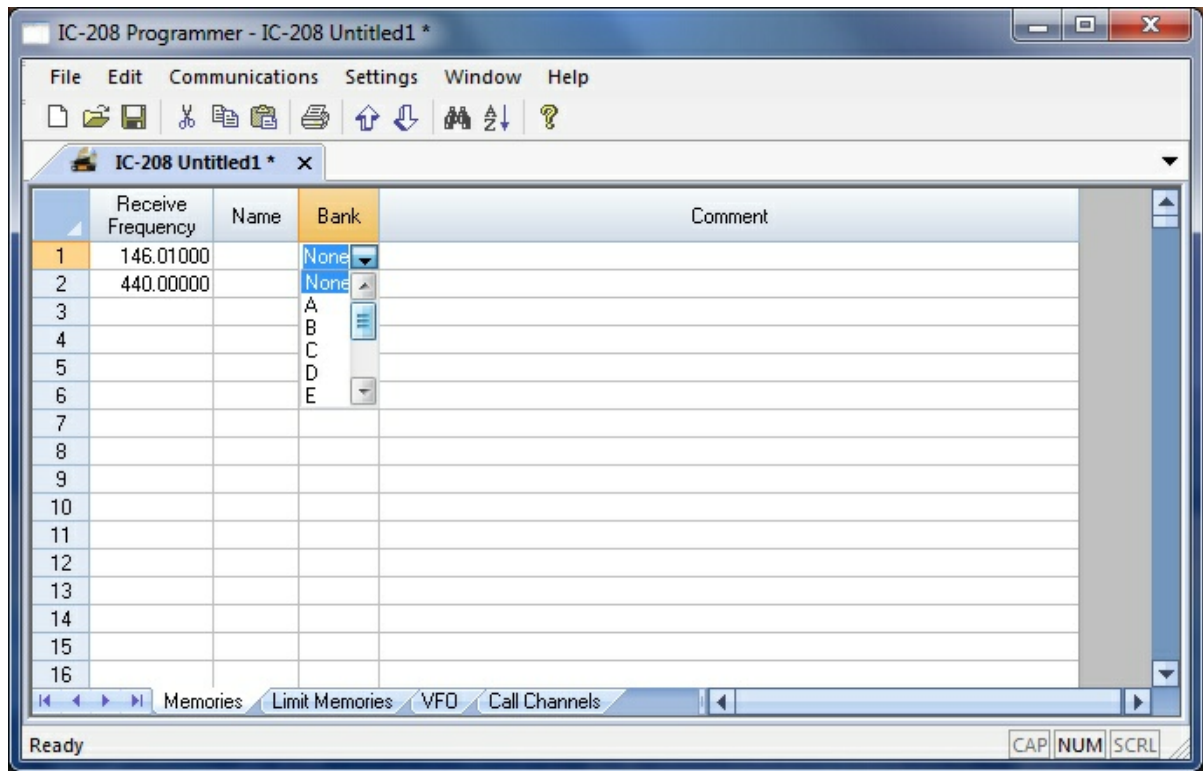 IC-208 Programmer - IC-208 Untitled1 *
File Edit Communications Settings Window Help
IC-208 Untitled1 * x
Receive Frequency Name Bank Comment
1 146.01000 None
2 440.00000 None
3 A
B
4 C
5 D
6 E
7
8
9
10
11
12
13
14
15
16
Memories Limit Memories VFO Call Channels
Ready CAP NUM SCRL